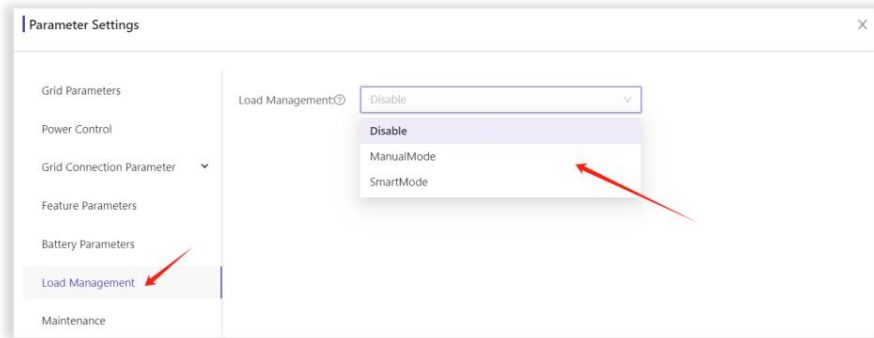 Parameter Settings
Grid Parameters
Power Control
Grid Connection Parameter
Feature Parameters
Battery Parameters
Load Management
Maintenance
Load Management:
Disable
Disable
ManualMode
SmartMode